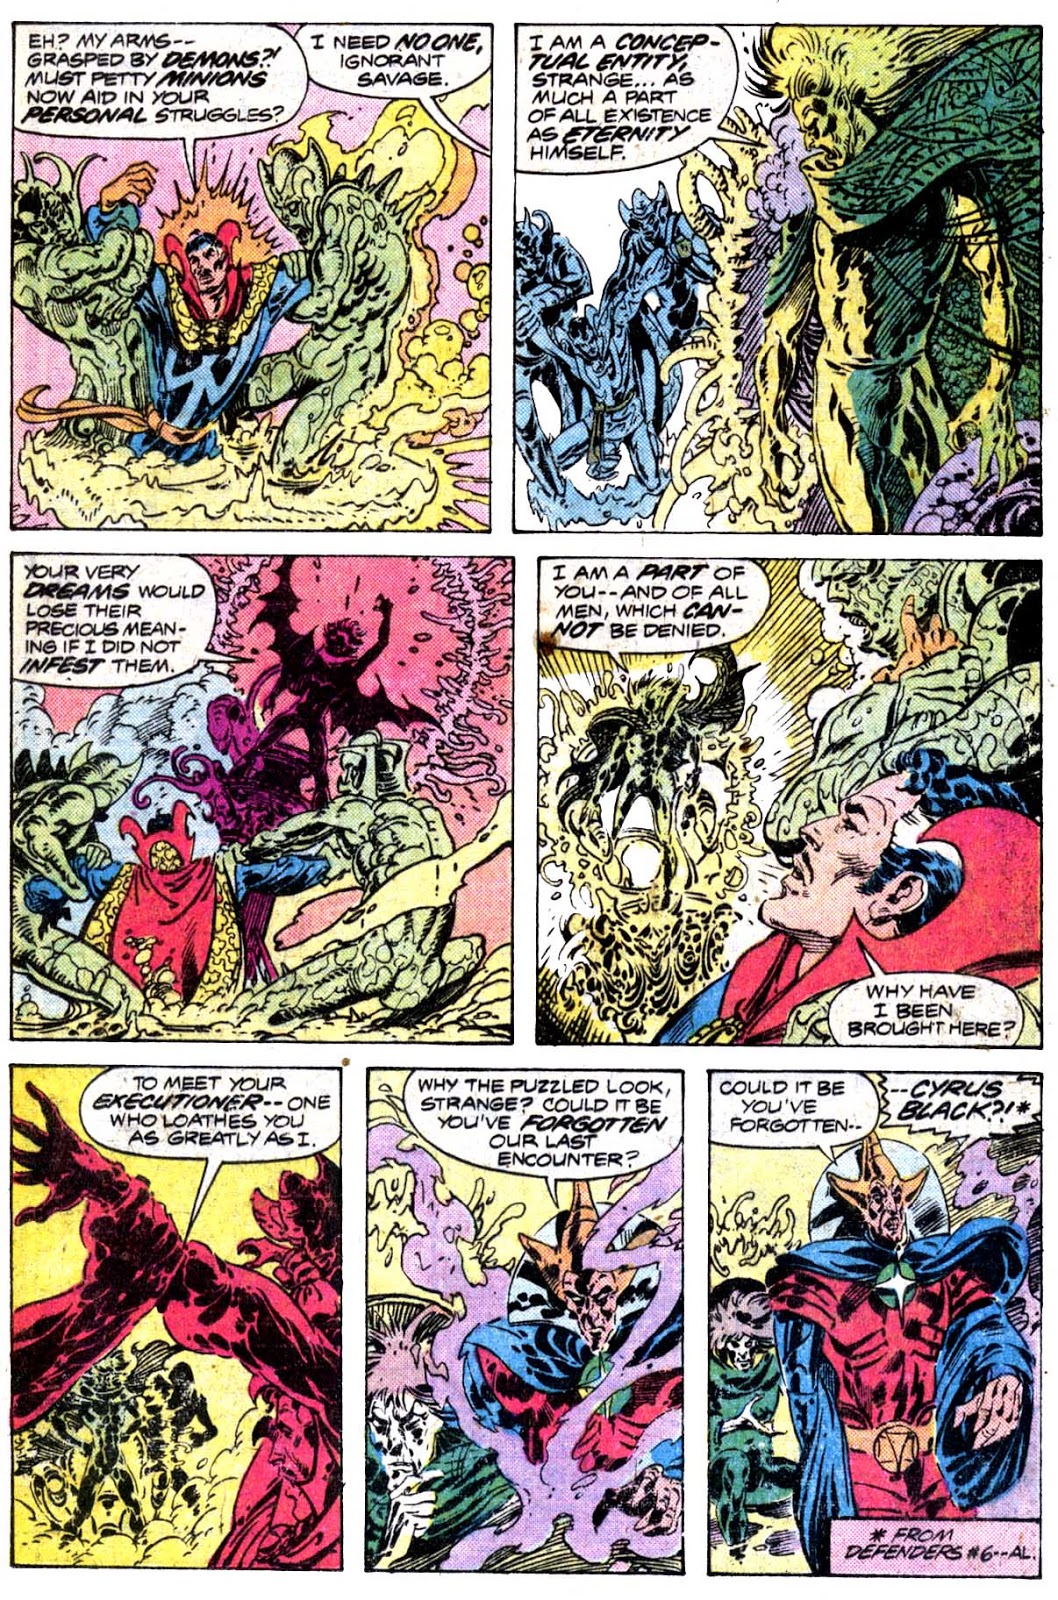 EH? MY ARMS--
GRASPED BY DEMONS?!
MUST PETTY MINIONS
NOW AID IN YOUR
PERSONAL STRUGGLES?
I NEED NO ONE,
IGNORANT
SAVAGE.
I AM A CONCEP-
TUAL ENTITY,
STRANGE... AS
MUCH A PART
OF ALL EXISTENCE
AS ETERNITY
HIMSELF.
YOUR VERY
DREAMS WOULD
LOSE THEIR
PRECIOUS MEAN-
ING IF I DID NOT
INFEST THEM.
I AM A PART OF
YOU--AND OF ALL
MEN, WHICH CAN-
NOT BE DENIED.
WHY HAVE
I BEEN
BROUGHT HERE?
TO MEET YOUR
EXECUTIONER--ONE
WHO LOATHES YOU
AS GREATLY AS I.
WHY THE PUZZLED LOOK,
STRANGE? COULD IT BE
YOU'VE FORGOTTEN
OUR LAST
ENCOUNTER?
COULD IT BE
YOU'VE
FORGOTTEN--
--CYRUS
BLACK?!*
* FROM
DEFENDERS #6--AL.